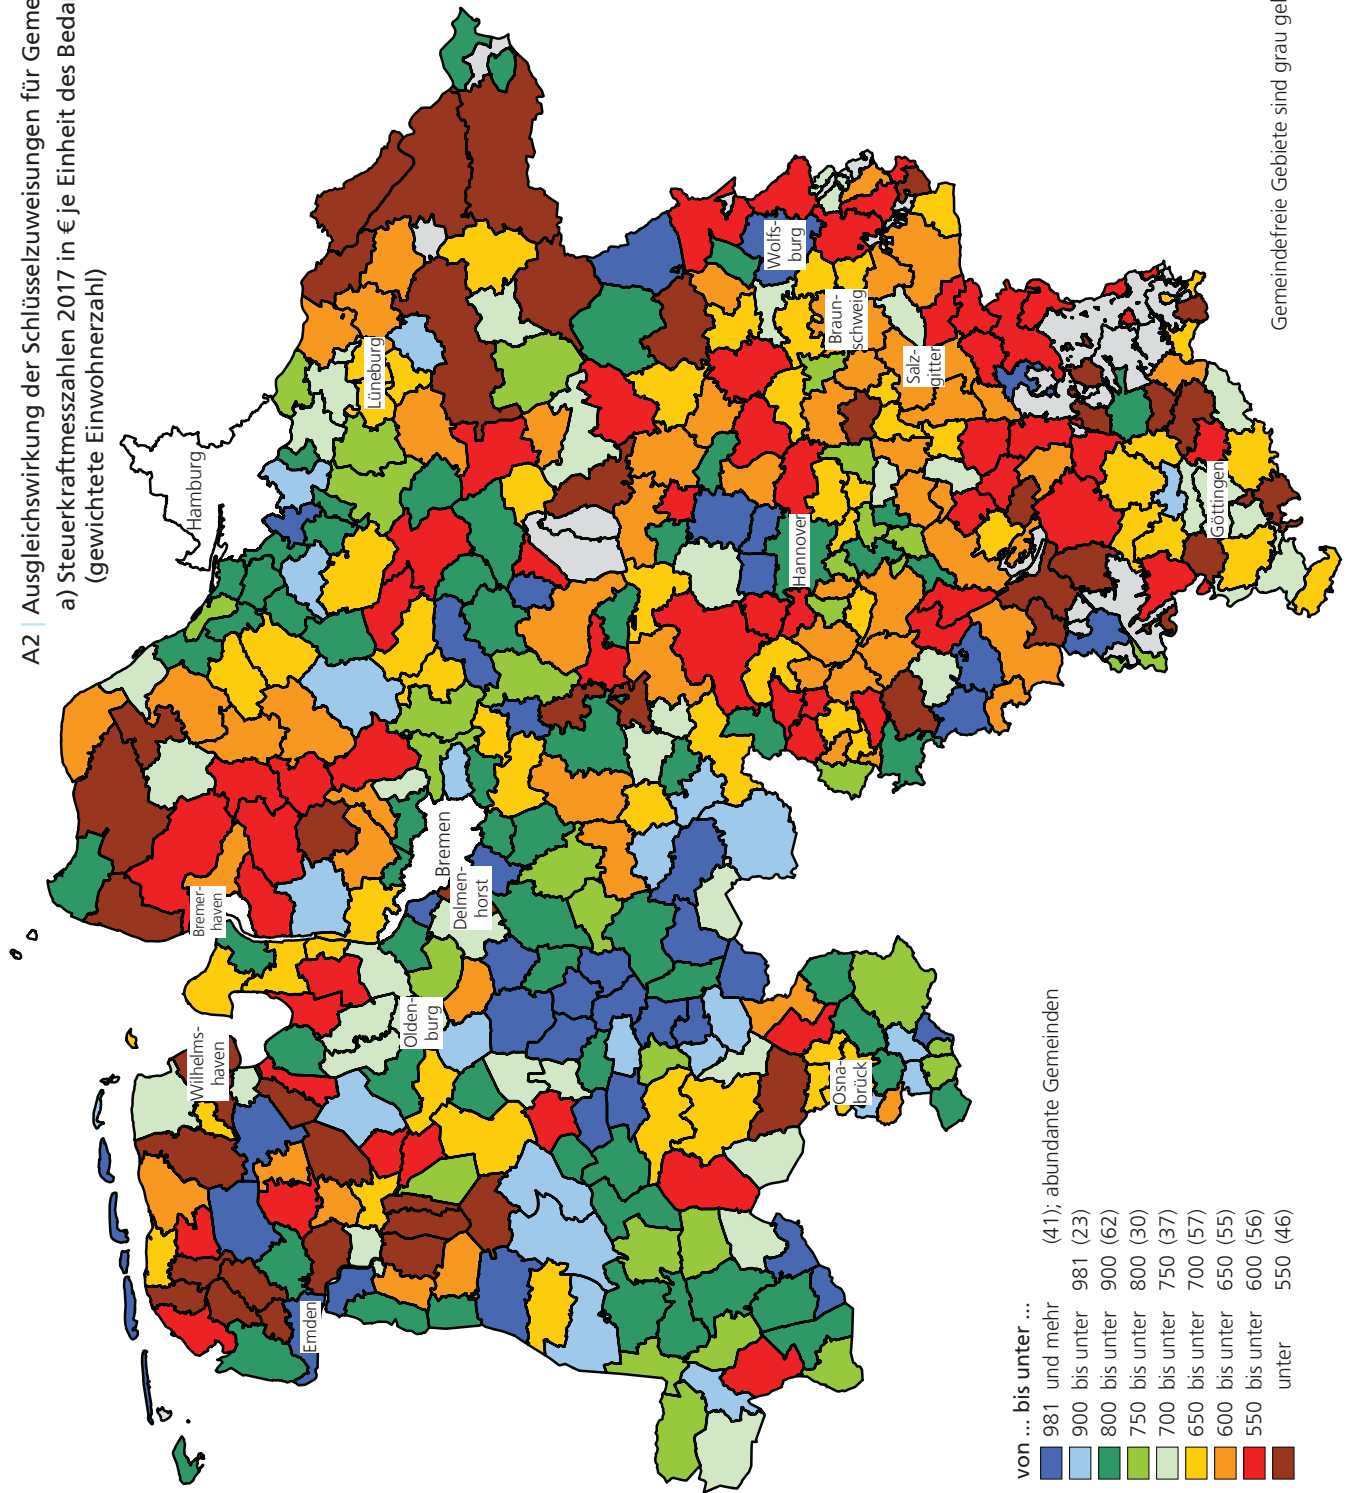 A2 | Ausgleichswirkung der Schlüsselzuweisungen für Geme
a) Steuerkraftmesszahlen 2017 in € je Einheit des Beda
(gewichtete Einwohnerzahl)
Hamburg
Lüneburg
Bremer-
haven
Wilhelms-
haven
Emden
Olden-
burg
Bremen
Delmen-
horst
Wolfs-
burg
Braun-
schweig
Salz-
gitter
Hannover
Osna-
brück
Göttingen
von ... bis unter ...
981 und mehr (41); abundante Gemeinden
900 bis unter 981 (23)
800 bis unter 900 (62)
750 bis unter 800 (30)
700 bis unter 750 (37)
650 bis unter 700 (57)
600 bis unter 650 (55)
550 bis unter 600 (56)
unter 550 (46)
Gemeindefreie Gebiete sind grau gel